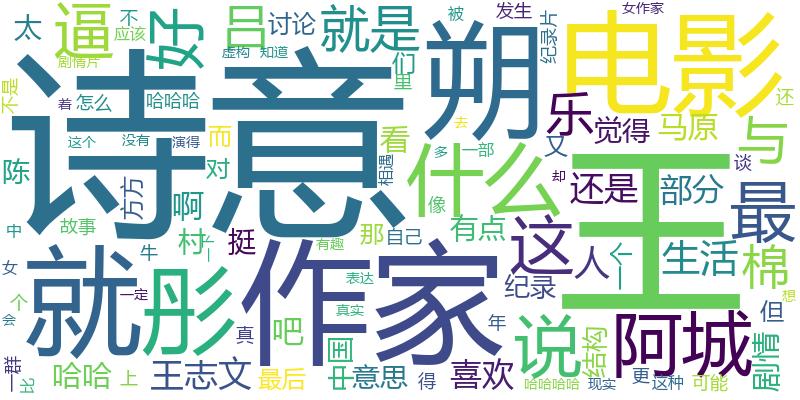 诗意
王
作家
电影
朔
就
彤
什么
阿城
说
这
最
棉
与
乐
好
逼
吕
就是
讨论
太
不
应该
被
发生
纪录片
女作家
虚构
知道
们
里
剧情片
着
怎么
哈哈哈
不是
这个
没有
演得
而
看
去
又
觉得
马原
还
谈
陈
方方
对
相遇
多
一部
却
像
还是
部分
啊
村
挺
那
自己
有点
故事
中
牛
有趣
人
个
生活
女
个
会
一定
表达
纪录
但
想
真
吧
真实
年
结构
剧情
一群
比
哈哈
上
王志文
最后
中国
意思
得
喜欢
哈哈哈哈
现实
更
这种
可能